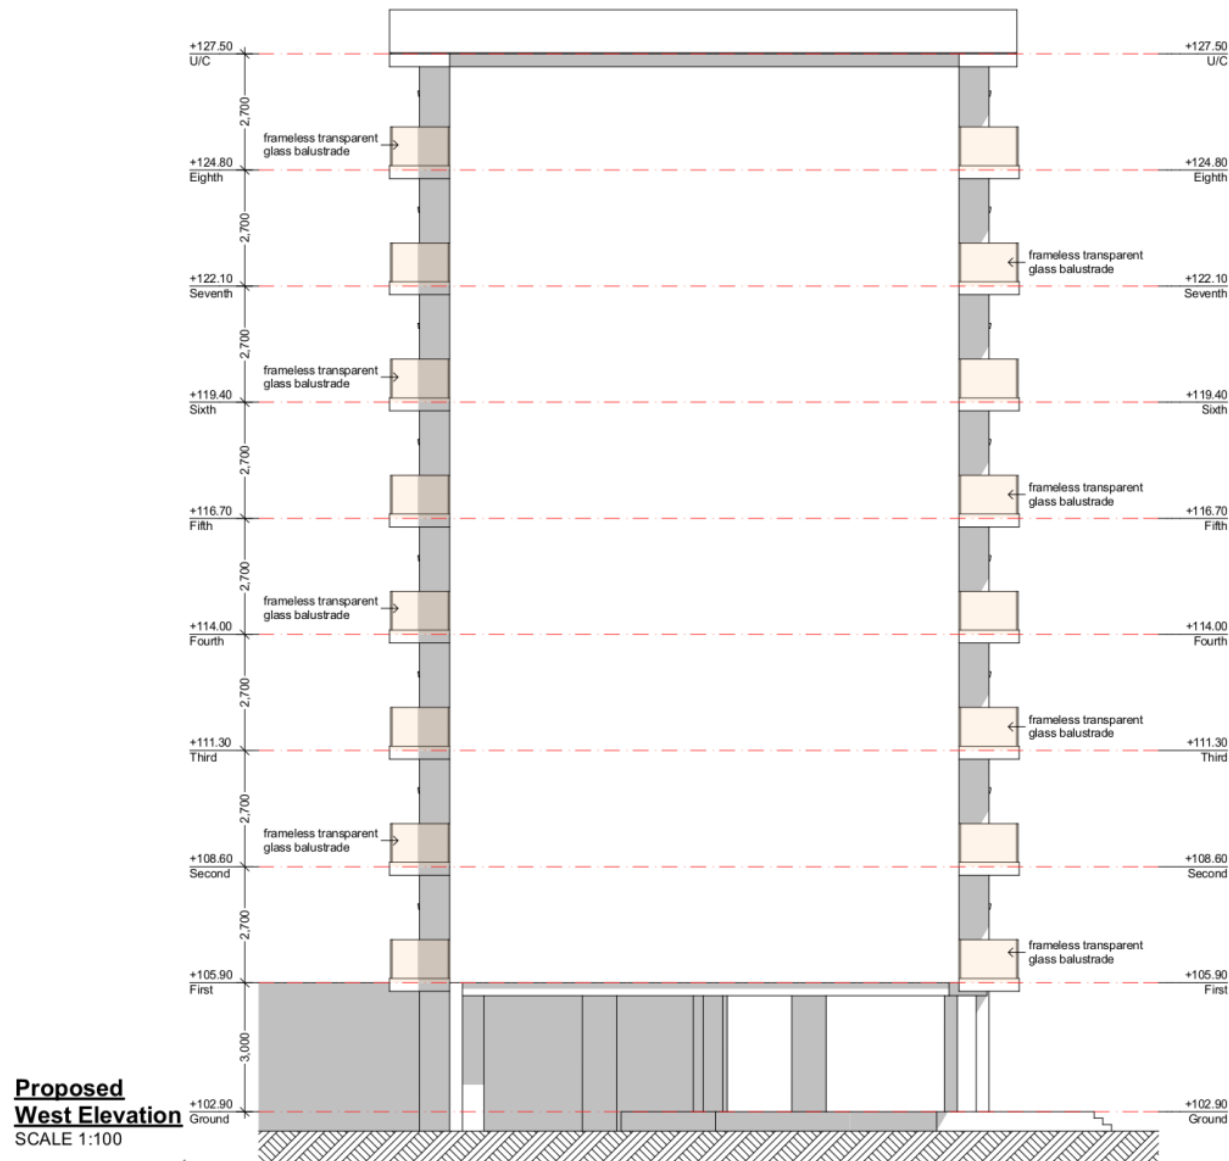 +127.50
U/C
+127.50
U/C
2,700
frameless transparent
glass balustrade
+124.80
Eighth
+124.80
Eighth
2,700
frameless transparent
glass balustrade
+122.10
Seventh
+122.10
Seventh
2,700
frameless transparent
glass balustrade
+119.40
Sixth
+119.40
Sixth
2,700
frameless transparent
glass balustrade
+116.70
Fifth
+116.70
Fifth
2,700
frameless transparent
glass balustrade
+114.00
Fourth
+114.00
Fourth
2,700
frameless transparent
glass balustrade
+111.30
Third
+111.30
Third
2,700
frameless transparent
glass balustrade
+108.60
Second
+108.60
Second
2,700
frameless transparent
glass balustrade
+105.90
First
+105.90
First
3,000
+102.90
Ground
+102.90
Ground
Proposed
West Elevation
SCALE 1:100